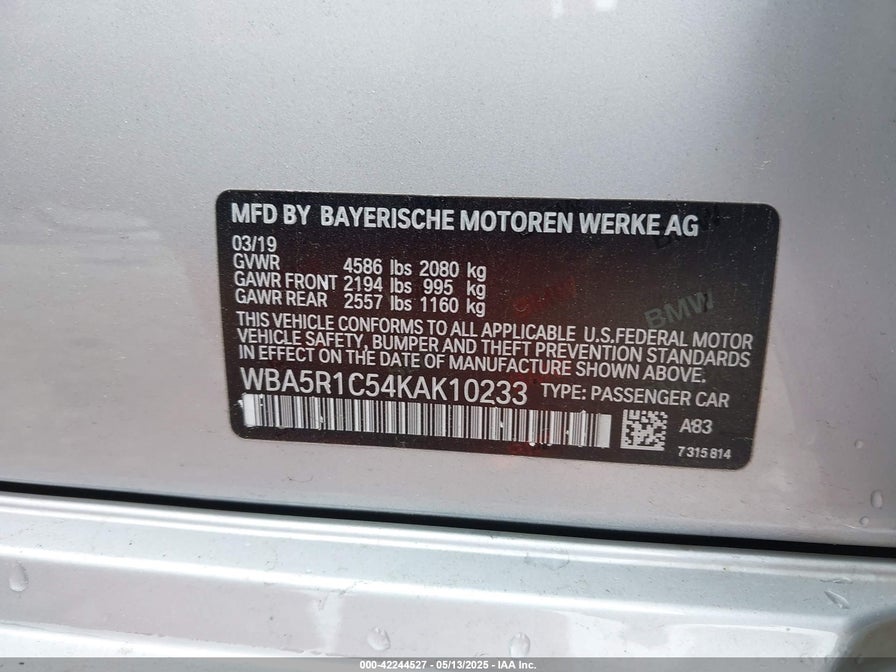 MFD BY BAYERISCHE MOTOREN WERKE AG
03/19
GVWR 4586 lbs 2080 kg
GAWR FRONT 2194 lbs 995 kg
GAWR REAR 2557 lbs 1160 kg
THIS VEHICLE CONFORMS TO ALL APPLICABLE U.S.FEDERAL MOTOR
VEHICLE SAFETY, BUMPER AND THEFT PREVENTION STANDARDS
IN EFFECT ON THE DATE OF MANUFACTURE SHOWN ABOVE.
WBA5R1C54KAK10233 TYPE: PASSENGER CAR
A83
7315814
BMW
BMW
BMW
000-42244527 - 05/13/2025 - IAA Inc.